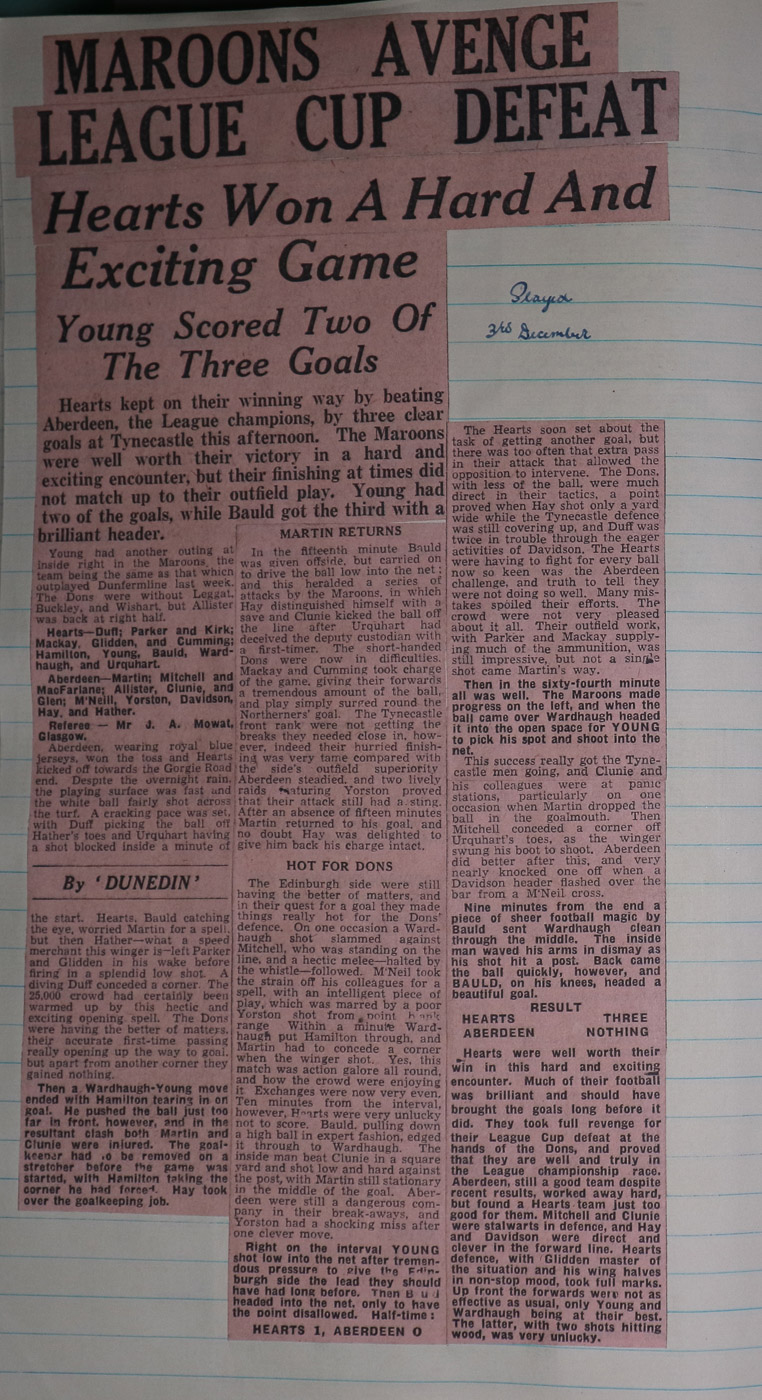 MAROONS AVENGE
LEAGUE CUP DEFEAT
Hearts Won A Hard And
Exciting Game
Young Scored Two Of
The Three Goals
Played
3rd December
Hearts kept on their winning way by beating
Aberdeen, the League champions, by three clear
goals at Tynecastle this afternoon. The Maroons
were well worth their victory in a hard and
exciting encounter, but their finishing at times did
not match up to their outfield play. Young had
two of the goals, while Bauld got the third with a
brilliant header.
Young had another outing at
inside right in the Maroons, the
team being the same as that which
outplayed Dunfermline last week.
The Dons were without Leggat,
Buckley, and Wishart, but Allister
was back at right half.
Hearts—Duff; Parker and Kirk;
Mackay, Glidden, and Cumming;
Hamilton, Young, Bauld, Ward-
haugh, and Urquhart.
Aberdeen—Martin; Mitchell and
MacFarlane; Allister, Clunie, and
Glen; M'Neil, Yorston, Davidson,
Hay, and Hather.
Referee — Mr J. A. Mowat,
Glasgow.
Aberdeen, wearing royal blue
jerseys, won the toss and Hearts
kicked off towards the Gorgie Road
end. Despite the overnight rain,
the playing surface was fast and
the white ball fairly shot across
the turf. A cracking pace was set,
with Duff picking the ball off
Hather's toes and Urquhart having
a shot blocked inside a minute of
By 'DUNEDIN'
the start. Hearts, Bauld catching
the eye, worried Martin for a spell,
but then Hather—what a speed
merchant this winger is—left Parker
and Glidden in his wake before
firing in a splendid low shot. A
diving Duff conceded a corner. The
25,000 crowd had certainly been
warmed up by this hectic and
exciting opening spell. The Dons
were having the better of matters,
their accurate first-time passing
really opening up the way to goal,
but apart from another corner they
gained nothing.
Then a Wardhaugh-Young move
ended with Hamilton tearing in on
goal. He pushed the ball just too
far in front, however, and in the
resultant clash both Martin and
Clunie were injured. The goal-
keeper had to be removed on a
stretcher before the game was
started, with Hamilton taking the
corner he had forced. Hay took
over the goalkeeping job.
MARTIN RETURNS
In the fifteenth minute Bauld
was given offside, but carried on
to drive the ball low into the net;
and this heralded a series of
attacks by the Maroons, in which
Hay distinguished himself with a
save and Clunie kicked the ball off
the line after Urquhart had
deceived the deputy custodian with
a first-timer. The short-handed
Dons were now in difficulties.
Mackay and Cumming took charge
of the game, giving their forwards
a tremendous amount of the ball,
and play simply surged round the
Northerners' goal. The Tynecastle
front rank were not getting the
breaks they needed close in, how-
ever, indeed their hurried finish-
ing was very tame compared with
the side's outfield superiority
Aberdeen steadied, and two lively
raids featuring Yorston proved
that their attack still had a sting.
After an absence of fifteen minutes
Martin returned to his goal, and
no doubt Hay was delighted to
give him back his charge intact.
HOT FOR DONS
The Edinburgh side were still
having the better of matters, and
in their quest for a goal they made
things really hot for the Dons'
defence. On one occasion a Ward-
haugh shot slammed against
Mitchell, who was standing on the
line, and a hectic melee—halted by
the whistle—followed. M'Neil took
the strain off his colleagues for a
spell, with an intelligent piece of
play, which was marred by a poor
Yorston shot from point blank
range Within a minute Ward-
haugh put Hamilton through, and
Martin had to concede a corner
when the winger shot. Yes, this
match was action galore all round,
and how the crowd were enjoying
it Exchanges were now very even.
Ten minutes from the interval,
however, Hearts were very unlucky
not to score. Bauld, pulling down
a high ball in expert fashion, edged
it through to Wardhaugh. The
inside man beat Clunie in a square
yard and shot low and hard against
the post, with Martin still stationary
in the middle of the goal. Aber-
deen were still a dangerous com-
pany in their break-aways, and
Yorston had a shocking miss after
one clever move.
Right on the interval YOUNG
shot low into the net after tremen-
dous pressure to give the Edin-
burgh side the lead they should
have had long before. Then Bauld
headed into the net, only to have
the point disallowed. Half-time:
HEARTS 1, ABERDEEN 0
The Hearts soon set about the
task of getting another goal, but
there was too often that extra pass
in their attack that allowed the
opposition to intervene. The Dons,
with less of the ball, were much
direct in their tactics, a point
proved when Hay shot only a yard
wide while the Tynecastle defence
was still covering up, and Duff was
twice in trouble through the eager
activities of Davidson. The Hearts
were having to fight for every ball
now so keen was the Aberdeen
challenge, and truth to tell they
were not doing so well. Many mis-
takes spoiled their efforts. The
crowd were not very pleased
about it all. Their outfield work,
with Parker and Mackay supply-
ing much of the ammunition, was
still impressive, but not a single
shot came Martin's way.
Then in the sixty-fourth minute
all was well. The Maroons made
progress on the left, and when the
ball came over Wardhaugh headed
it into the open space for YOUNG
to pick his spot and shoot into the
net.
This success really got the Tyne-
castle men going, and Clunie and
his colleagues were at panic
stations, particularly on one
occasion when Martin dropped the
ball in the goalmouth. Then
Mitchell conceded a corner off
Urquhart's toes, as the winger
swung his boot to shoot. Aberdeen
did better after this, and very
nearly knocked one off when a
Davidson header flashed over the
bar from a M'Neil cross.
Nine minutes from the end a
piece of sheer football magic by
Bauld sent Wardhaugh clean
through the middle. The inside
man waved his arms in dismay as
his shot hit a post. Back came
the ball quickly, however, and
BAULD, on his knees, headed a
beautiful goal.
RESULT
HEARTS THREE
ABERDEEN NOTHING
Hearts were well worth their
win in this hard and exciting
encounter. Much of their football
was brilliant and should have
brought the goals long before it
did. They took full revenge for
their League Cup defeat at the
hands of the Dons, and proved
that they are well and truly in
the League championship race.
Aberdeen, still a good team despite
recent results, worked away hard,
but found a Hearts team just too
good for them. Mitchell and Clunie
were stalwarts in defence, and Hay
and Davidson were direct and
clever in the forward line. Hearts
defence, with Glidden master of
the situation and his wing halves
in non-stop mood, took full marks.
Up front the forwards were not as
effective as usual, only Young and
Wardhaugh being at their best.
The latter, with two shots hitting
wood, was very unlucky.